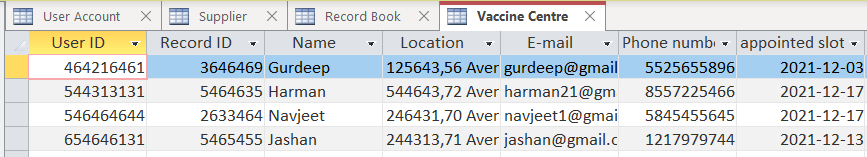 User Account Supplier Record Book Vaccine Centre
User ID Record ID Name Location E-mail Phone numbe appointed slot
464216461 3646469 Gurdeep 125643,56 Aver gurdeep@gmail 5525655896 2021-12-03
544313131 5464635 Harman 544643,72 Aver harman21@gm 8557225466 2021-12-17
546464644 2633464 Navjeet 246431,70 Aver navjeet1@gma 5845455645 2021-12-17
654646131 5465455 Jashan 244313,71 Aver jashan@gmail.c 1217979744 2021-12-13